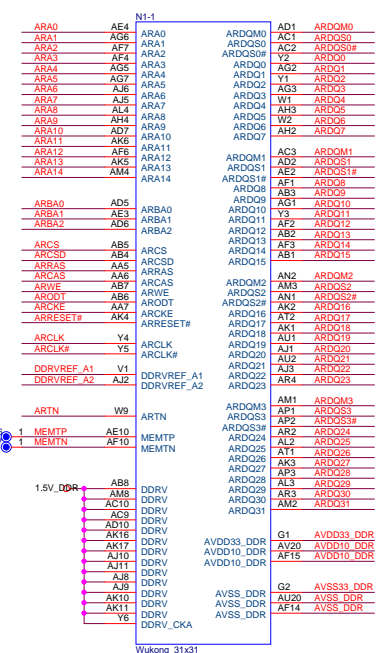 N1-1
ARA0 AE4 ARA0
ARA1 AG6 ARA1
ARA2 AF7 ARA2
ARA3 AF4 ARA3
ARA4 AG5 ARA4
ARA5 AG7 ARA5
ARA6 AJ6 ARA6
ARA7 AJ5 ARA7
ARA8 AL4 ARA8
ARA9 AH4 ARA9
ARA10 AD7 ARA10
ARA11 AK6 ARA11
ARA12 AF6 ARA12
ARA13 AK5 ARA13
ARA14 AM4 ARA14
ARBA0 AD5 ARBA0
ARBA1 AE3 ARBA1
ARBA2 AD6 ARBA2
ARCS AB5 ARCS
ARCSD AB4 ARCSD
ARRAS AA5 ARRAS
ARCAS AA6 ARCAS
ARWE AB7 ARWE
ARODT AB6 ARODT
ARCKE AA7 ARCKE
ARRESET# AK4 ARRESET#
ARCLK Y4 ARCLK
ARCLK# Y5 ARCLK#
DDRVREF_A1 V1 DDRVREF_A1
DDRVREF_A2 AJ2 DDRVREF_A2
ARTN W9 ARTN
1 MEMTP AE10 MEMTP
1 MEMTN AF10 MEMTN
1.5V_DDR AB8 DDRV
AM8 DDRV
AC10 DDRV
AC9 DDRV
AD10 DDRV
AK16 DDRV
AK17 DDRV
AJ10 DDRV
AJ11 DDRV
AJ8 DDRV
AJ9 DDRV
AK10 DDRV
AK11 DDRV
Y6 DDRV_CKA
ARDQM0 AD1 ARDQM0
ARDQS0 AC1 ARDQS0
ARDQS0# AC2 ARDQS0#
ARDQ0 Y2 ARDQ0
ARDQ1 AG2 ARDQ1
ARDQ2 Y1 ARDQ2
ARDQ3 AG3 ARDQ3
ARDQ4 W1 ARDQ4
ARDQ5 AH3 ARDQ5
ARDQ6 W2 ARDQ6
ARDQ7 AH2 ARDQ7
ARDQM1 AC3 ARDQM1
ARDQS1 AD2 ARDQS1
ARDQS1# AE2 ARDQS1#
ARDQ8 AF1 ARDQ8
ARDQ9 AB3 ARDQ9
ARDQ10 AG1 ARDQ10
ARDQ11 Y3 ARDQ11
ARDQ12 AF2 ARDQ12
ARDQ13 AB2 ARDQ13
ARDQ14 AF3 ARDQ14
ARDQ15 AB1 ARDQ15
ARDQM2 AN2 ARDQM2
ARDQS2 AM3 ARDQS2
ARDQS2# AN1 ARDQS2#
ARDQ16 AK2 ARDQ16
ARDQ17 AT2 ARDQ17
ARDQ18 AK1 ARDQ18
ARDQ19 AU1 ARDQ19
ARDQ20 AJ1 ARDQ20
ARDQ21 AU2 ARDQ21
ARDQ22 AJ3 ARDQ22
ARDQ23 AR4 ARDQ23
ARDQM3 AM1 ARDQM3
ARDQS3 AP1 ARDQS3
ARDQS3# AP2 ARDQS3#
ARDQ24 AR2 ARDQ24
ARDQ25 AL2 ARDQ25
ARDQ26 AT1 ARDQ26
ARDQ27 AK3 ARDQ27
ARDQ28 AP3 ARDQ28
ARDQ29 AL3 ARDQ29
ARDQ30 AR3 ARDQ30
ARDQ31 AM2 ARDQ31
AVDD33_DDR G1 AVDD33_DDR
AVDD10_DDR AV20 AVDD10_DDR
AVDD10_DDR AF15 AVDD10_DDR
G2 AVSS33_DDR
AVSS_DDR AU20 AVSS_DDR
AVSS_DDR AF14 AVSS_DDR
AVSS_DDR
Wukong_31x31